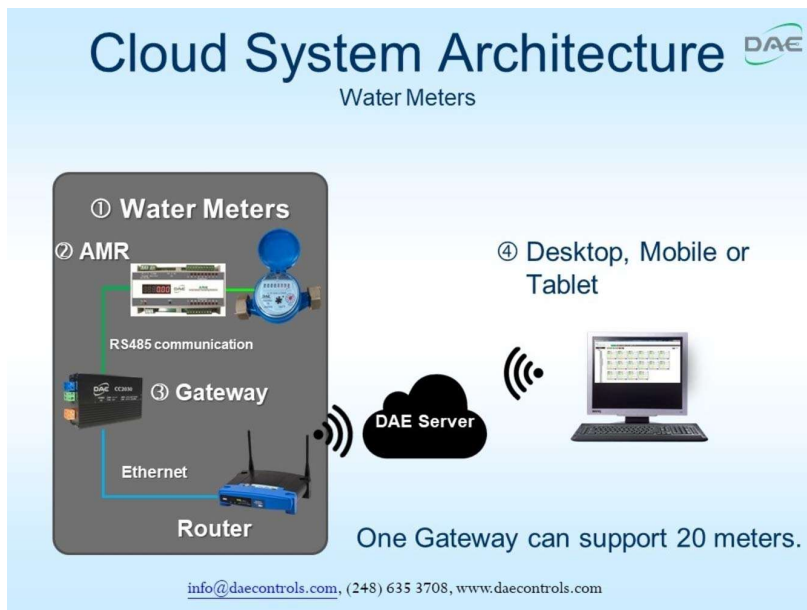 Cloud System Architecture
DAE
Water Meters
① Water Meters
② AMR
RS485 communication
DAE
CC3030
③ Gateway
Ethernet
Router
DAE Server
④ Desktop, Mobile or
Tablet
One Gateway can support 20 meters.
info@daecontrols.com, (248) 635 3708, www.daecontrols.com